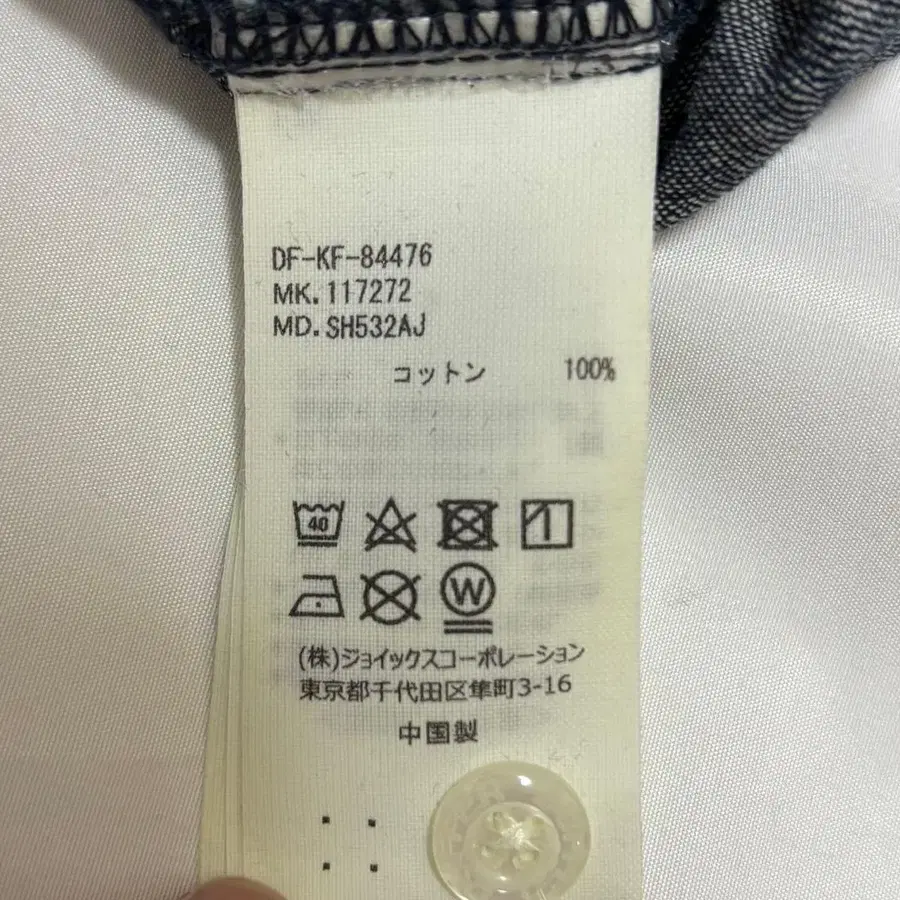 DF-KF-84476
MK.117272
MD.SH532AJ
コットン 100%
40
W
(株)ジョイックスコーポレーション
東京都千代田区隼町3-16
中国製